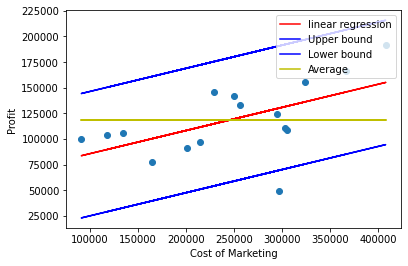 225000
200000
175000
150000
125000
100000
75000
50000
25000
Profit
linear regresion
Upper bound
Lower bound
Average
100000 150000 200000 250000 300000 350000 400000
Cost of Marketing